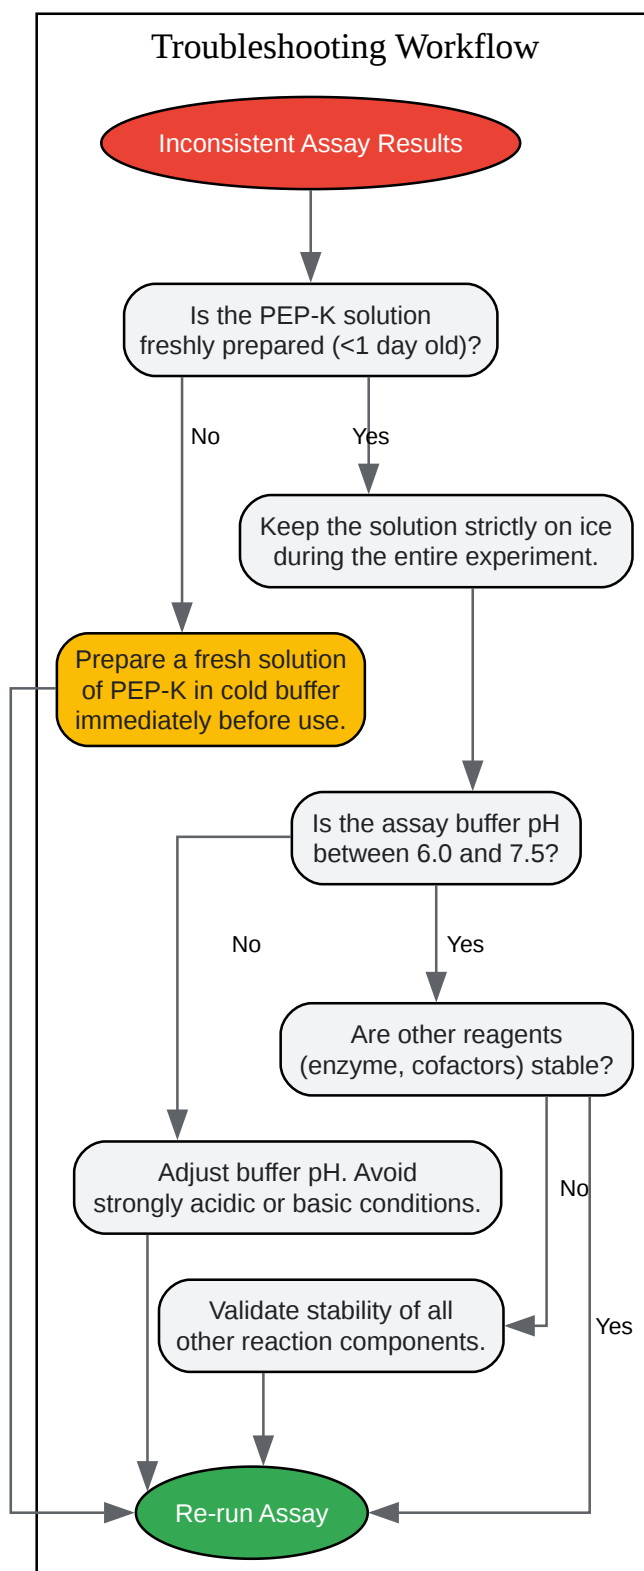 Troubleshooting Workflow
Inconsistent Assay Results
Is the PEP-K solution
freshly prepared (<1 day old)?
No
Yes
Keep the solution strictly on ice
during the entire experiment.
Prepare a fresh solution
of PEP-K in cold buffer
immediately before use.
Is the assay buffer pH
between 6.0 and 7.5?
No
Yes
Are other reagents
(enzyme, cofactors) stable?
Adjust buffer pH. Avoid
strongly acidic or basic conditions.
No
Validate stability of all
other reaction components.
Yes
Re-run Assay